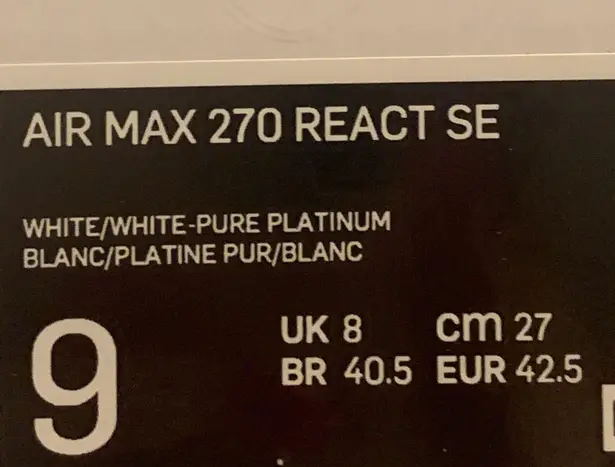 AIR MAX 270 REACT SE
WHITE/WHITE-PURE PLATINUM
BLANC/PLATINE PUR/BLANC
9
UK 8 cm 27
BR 40.5 EUR 42.5